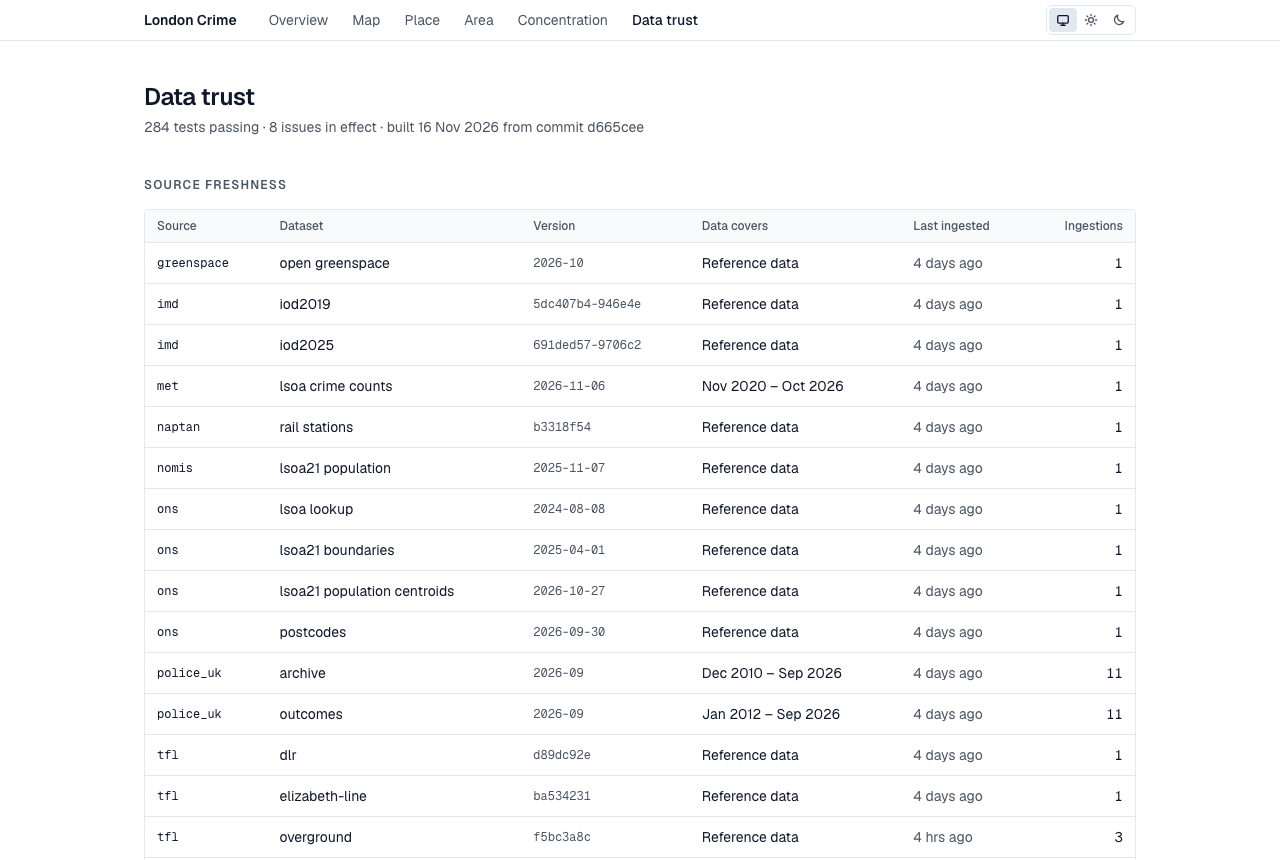 London Crime Overview Map Place Area Concentration Data trust
Data trust
284 tests passing · 8 issues in effect · built 16 Nov 2026 from commit d665cee
SOURCE FRESHNESS
Source Dataset Version Data covers Last ingested Ingestions
greenspace open greenspace 2026-10 Reference data 4 days ago 1
imd iod2019 5dc407b4-946e4e Reference data 4 days ago 1
imd iod2025 691ded57-9706c2 Reference data 4 days ago 1
met lsoa crime counts 2026-11-06 Nov 2020 – Oct 2026 4 days ago 1
naptan rail stations b3318f54 Reference data 4 days ago 1
nomis lsoa21 population 2025-11-07 Reference data 4 days ago 1
ons lsoa lookup 2024-08-08 Reference data 4 days ago 1
ons lsoa21 boundaries 2025-04-01 Reference data 4 days ago 1
ons lsoa21 population centroids 2026-10-27 Reference data 4 days ago 1
ons postcodes 2026-09-30 Reference data 4 days ago 1
police_uk archive 2026-09 Dec 2010 – Sep 2026 4 days ago 11
police_uk outcomes 2026-09 Jan 2012 – Sep 2026 4 days ago 11
tfl dlr d89dc92e Reference data 4 days ago 1
tfl elizabeth-line ba534231 Reference data 4 days ago 1
tfl overground f5bc3a8c Reference data 4 hrs ago 3